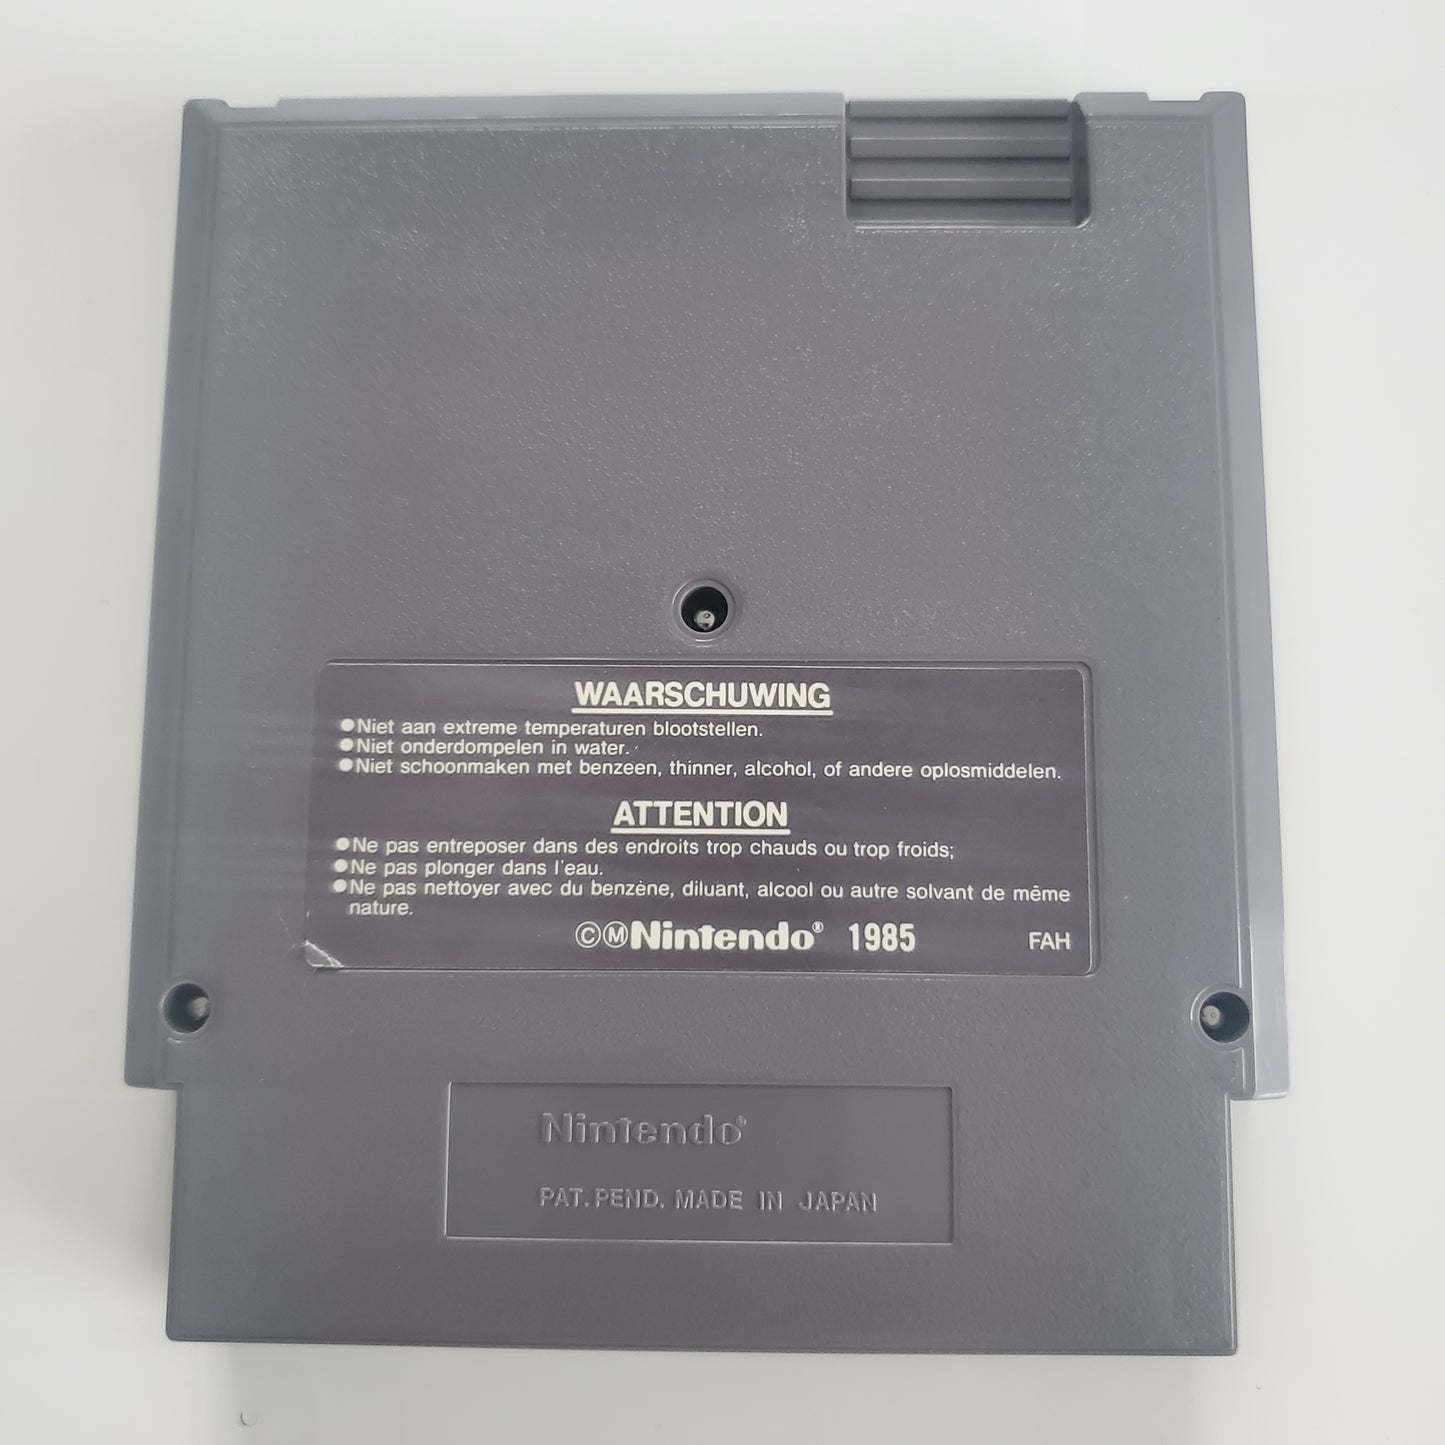 WAARSCHUWING
●Niet aan extreme temperaturen blootstellen.
●Niet onderdompelen in water.
●Niet schoonmaken met benzeen, thinner, alcohol, of andere oplosmiddelen.
ATTENTION
●Ne pas entreposer dans des endroits trop chauds ou trop froids;
●Ne pas plonger dans l'eau.
●Ne pas nettoyer avec du benzène, diluant, alcool ou autre solvant de même
nature.
©ⓂNintendo® 1985 FAH
Nintendo®
PAT. PEND. MADE IN JAPAN